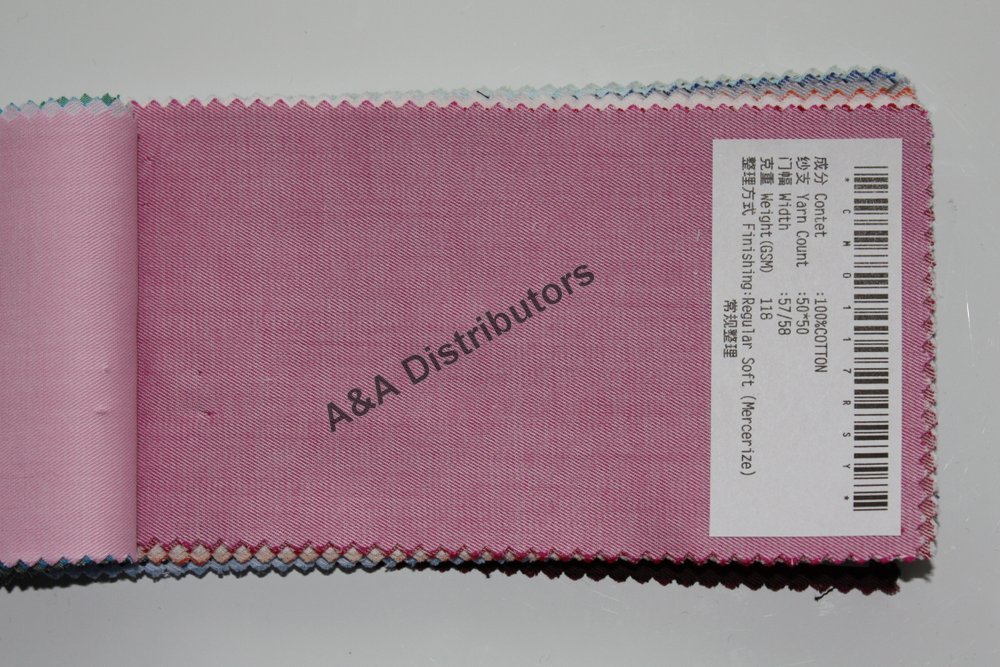 *CM0117RSY*
成分 Contet :100%COTTON
纱支 Yarn Count :50*50
门幅 Width :57/58
克重 Weight(GSM) 118
整理方式 Finishing:Regular Soft (Mercerize)
常规整理
A&A Distributors